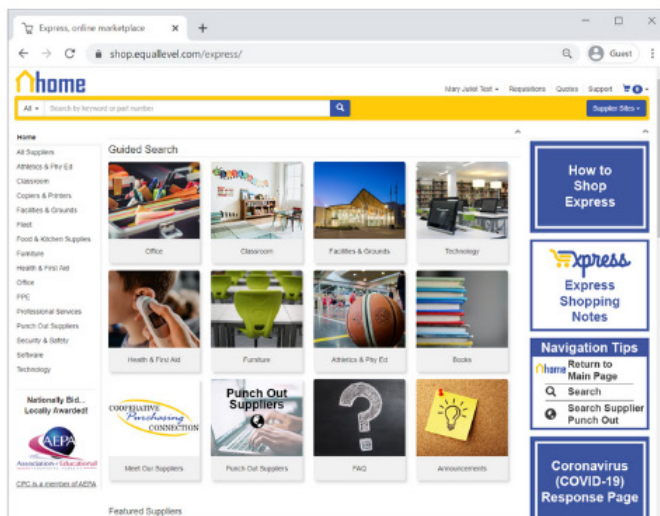 Express, online marketplace
shop.equallevel.com/express/
Guest
home
Mary Juliet Test
Requisitions
Quotes
Support
0
All
Search by keyword or part number
Supplier Sites
Home
All Suppliers
Athletics & Phy Ed
Classroom
Copiers & Printers
Facilities & Grounds
Fleet
Food & Kitchen Supplies
Furniture
Health & First Aid
Office
PPE
Professional Services
Punch Out Suppliers
Security & Safety
Software
Technology
Nationally Bid...
Locally Awarded!
AEPA
Association of Educational
CPC is a member of AEPA
Guided Search
Office
Classroom
Facilities & Grounds
Technology
Health & First Aid
Furniture
Athletics & Phy Ed
Books
COOPERATIVE
Purchasing
CONNECTION
Meet Our Suppliers
Punch Out
Suppliers
Punch Out Suppliers
FAQ
Announcements
Featured Suppliers
How to
Shop
Express
Xpress
Express
Shopping
Notes
Navigation Tips
home
Return to
Main Page
Search
Search Supplier
Punch Out
Coronavirus
(COVID-19)
Response Page